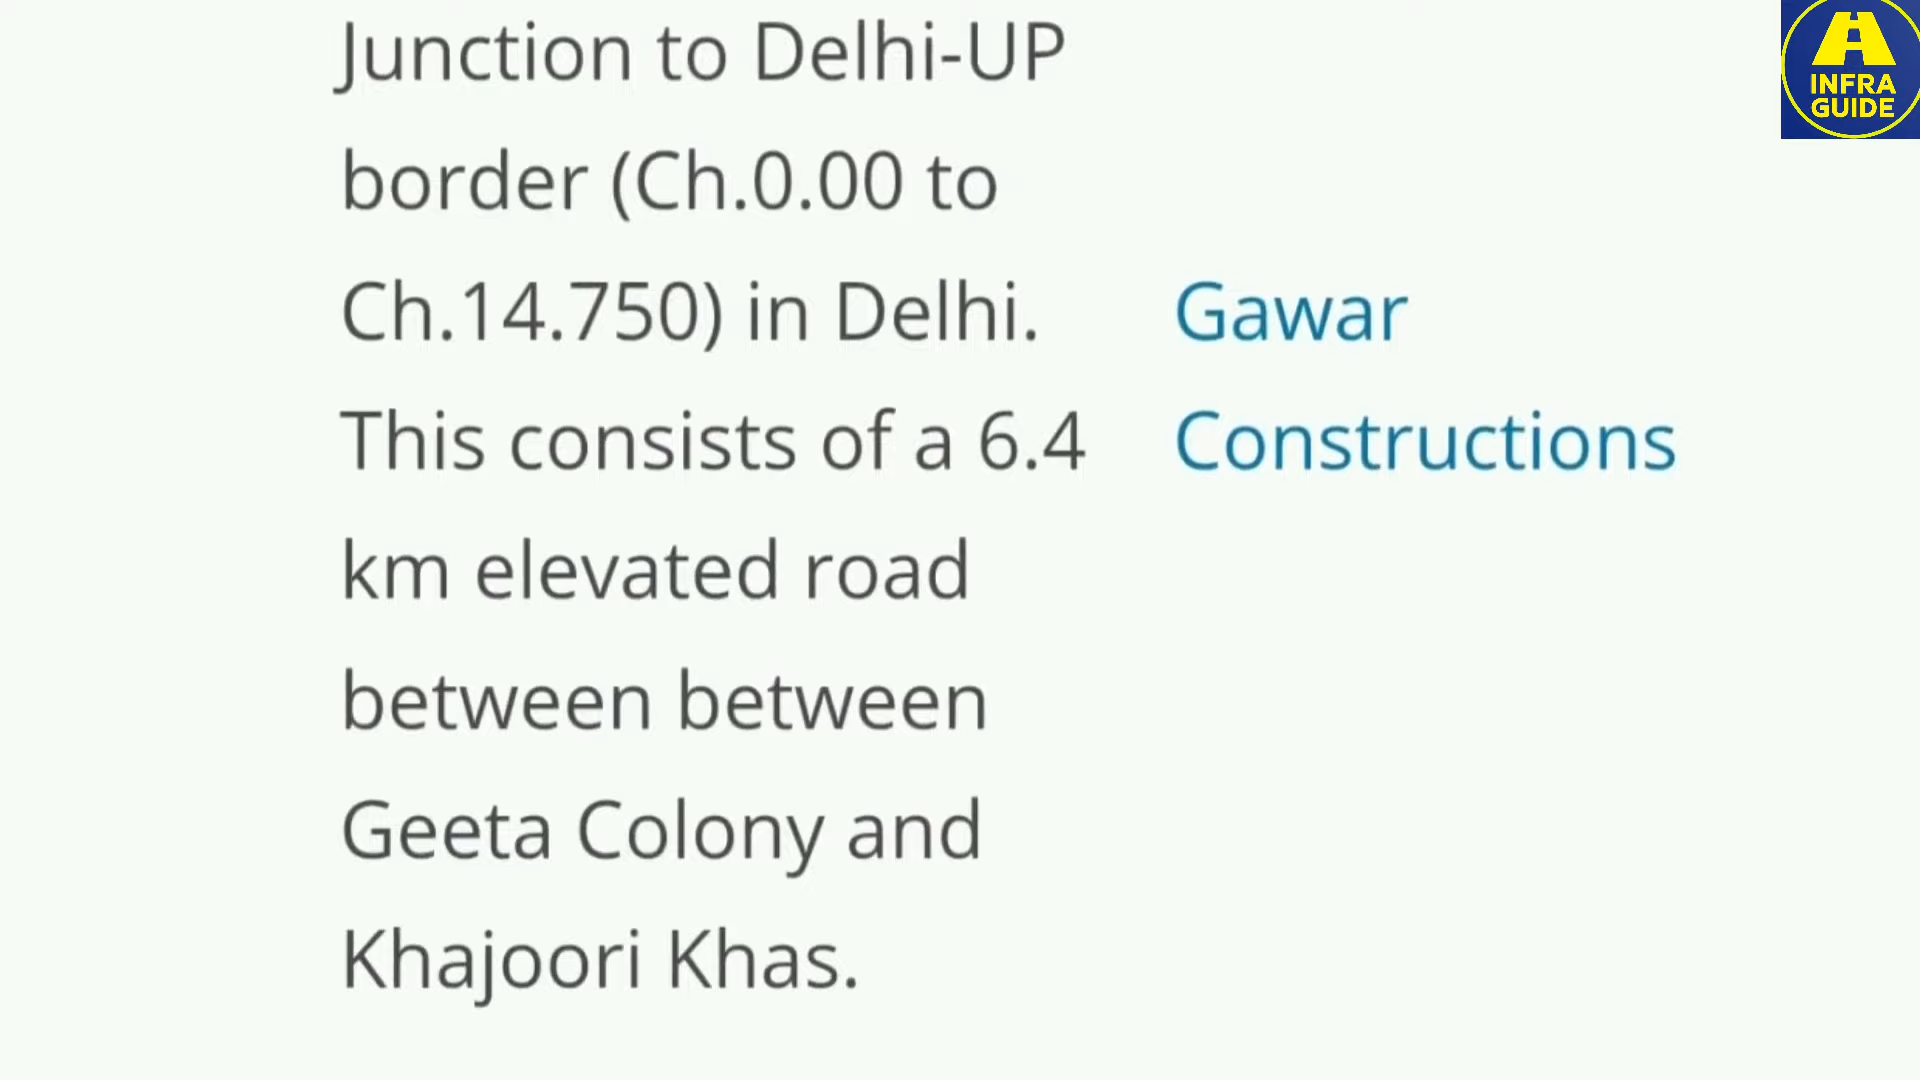 Junction to Delhi-UP
border (Ch.0.00 to
Ch.14.750) in Delhi.
This consists of a 6.4
km elevated road
between between
Geeta Colony and
Khajoori Khas.
Gawar
Constructions
INFRA
GUIDE